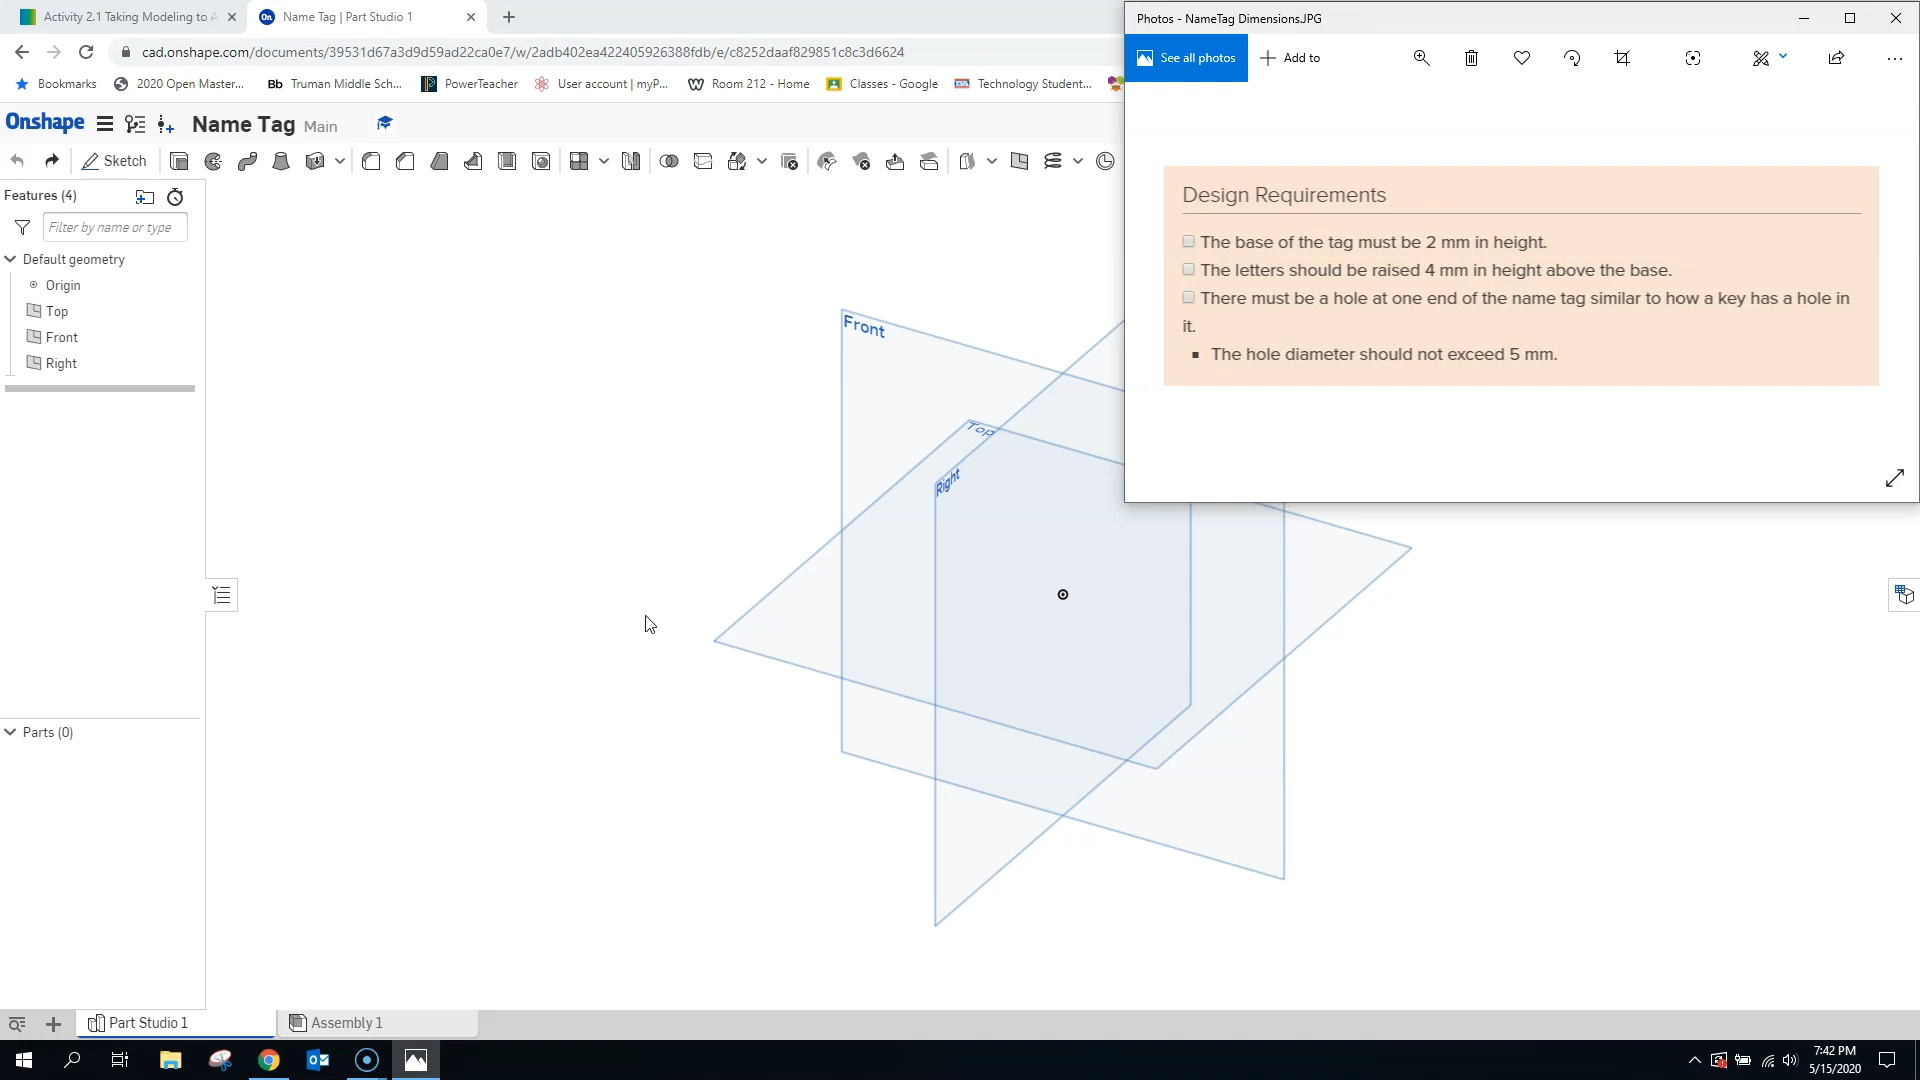 Activity 2.1 Taking Modeling to A
Name Tag | Part Studio 1
cad.onshape.com/documents/39531d67a3d9d59ad22ca0e7/w/2adb402ea422405926388fdb/e/c8252daaf829851c8c3d6624
Bookmarks
2020 Open Master...
Bb Truman Middle Sch...
PowerTeacher
User account | myP...
Room 212 - Home
Classes - Google
Technology Student...
Onshape
Name Tag Main
Sketch
Features (4)
Filter by name or type
Default geometry
Origin
Top
Front
Right
Parts (0)
Front
Top
Right
Photos - NameTag Dimensions.JPG
See all photos
Add to
Design Requirements
The base of the tag must be 2 mm in height.
The letters should be raised 4 mm in height above the base.
There must be a hole at one end of the name tag similar to how a key has a hole in
it.
The hole diameter should not exceed 5 mm.
Part Studio 1
Assembly 1
7:42 PM
5/15/2020